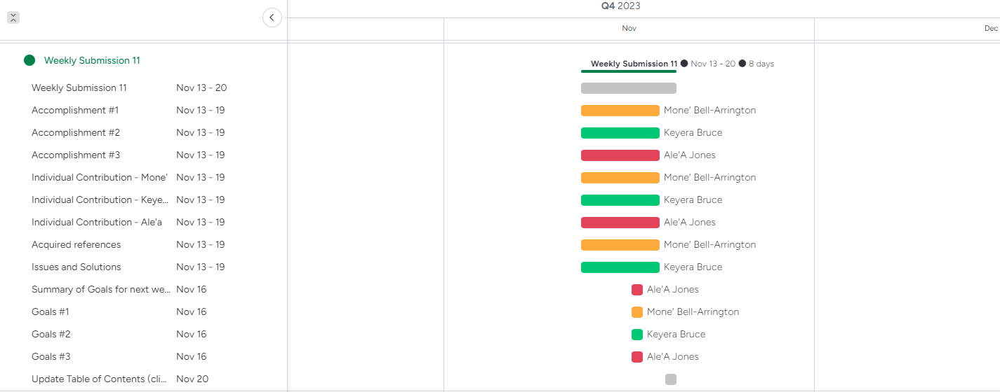 Q4 2023
Nov
Dec
Weekly Submission 11
Weekly Submission 11 ● Nov 13 - 20 ● 8 days
Weekly Submission 11 Nov 13 - 20
Accomplishment #1 Nov 13 - 19 Mone' Bell-Arrington
Accomplishment #2 Nov 13 - 19 Keyera Bruce
Accomplishment #3 Nov 13 - 19 Ale'A Jones
Individual Contribution - Mone' Nov 13 - 19 Mone' Bell-Arrington
Individual Contribution - Keye... Nov 13 - 19 Keyera Bruce
Individual Contribution - Ale'a Nov 13 - 19 Ale'A Jones
Acquired references Nov 13 - 19 Mone' Bell-Arrington
Issues and Solutions Nov 13 - 19 Keyera Bruce
Summary of Goals for next we... Nov 16 Ale'A Jones
Goals #1 Nov 16 Mone' Bell-Arrington
Goals #2 Nov 16 Keyera Bruce
Goals #3 Nov 16 Ale'A Jones
Update Table of Contents (cli... Nov 20